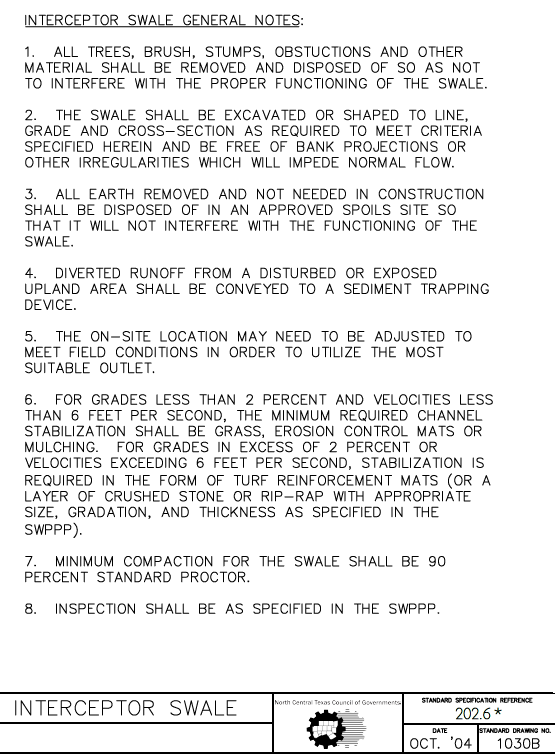 INTERCEPTOR SWALE GENERAL NOTES:
1. ALL TREES, BRUSH, STUMPS, OBSTUCTIONS AND OTHER
MATERIAL SHALL BE REMOVED AND DISPOSED OF SO AS NOT
TO INTERFERE WITH THE PROPER FUNCTIONING OF THE SWALE.
2. THE SWALE SHALL BE EXCAVATED OR SHAPED TO LINE,
GRADE AND CROSS-SECTION AS REQUIRED TO MEET CRITERIA
SPECIFIED HEREIN AND BE FREE OF BANK PROJECTIONS OR
OTHER IRREGULARITIES WHICH WILL IMPEDE NORMAL FLOW.
3. ALL EARTH REMOVED AND NOT NEEDED IN CONSTRUCTION
SHALL BE DISPOSED OF IN AN APPROVED SPOILS SITE SO
THAT IT WILL NOT INTERFERE WITH THE FUNCTIONING OF THE
SWALE.
4. DIVERTED RUNOFF FROM A DISTURBED OR EXPOSED
UPLAND AREA SHALL BE CONVEYED TO A SEDIMENT TRAPPING
DEVICE.
5. THE ON-SITE LOCATION MAY NEED TO BE ADJUSTED TO
MEET FIELD CONDITIONS IN ORDER TO UTILIZE THE MOST
SUITABLE OUTLET.
6. FOR GRADES LESS THAN 2 PERCENT AND VELOCITIES LESS
THAN 6 FEET PER SECOND, THE MINIMUM REQUIRED CHANNEL
STABILIZATION SHALL BE GRASS, EROSION CONTROL MATS OR
MULCHING. FOR GRADES IN EXCESS OF 2 PERCENT OR
VELOCITIES EXCEEDING 6 FEET PER SECOND, STABILIZATION IS
REQUIRED IN THE FORM OF TURF REINFORCEMENT MATS (OR A
LAYER OF CRUSHED STONE OR RIP-RAP WITH APPROPRIATE
SIZE, GRADATION, AND THICKNESS AS SPECIFIED IN THE
SWPPP).
7. MINIMUM COMPACTION FOR THE SWALE SHALL BE 90
PERCENT STANDARD PROCTOR.
8. INSPECTION SHALL BE AS SPECIFIED IN THE SWPPP.
INTERCEPTOR SWALE
North Central Texas Council of Governments
STANDARD SPECIFICATION REFERENCE
202.6*
DATE
OCT. '04
STANDARD DRAWING NO.
1030B